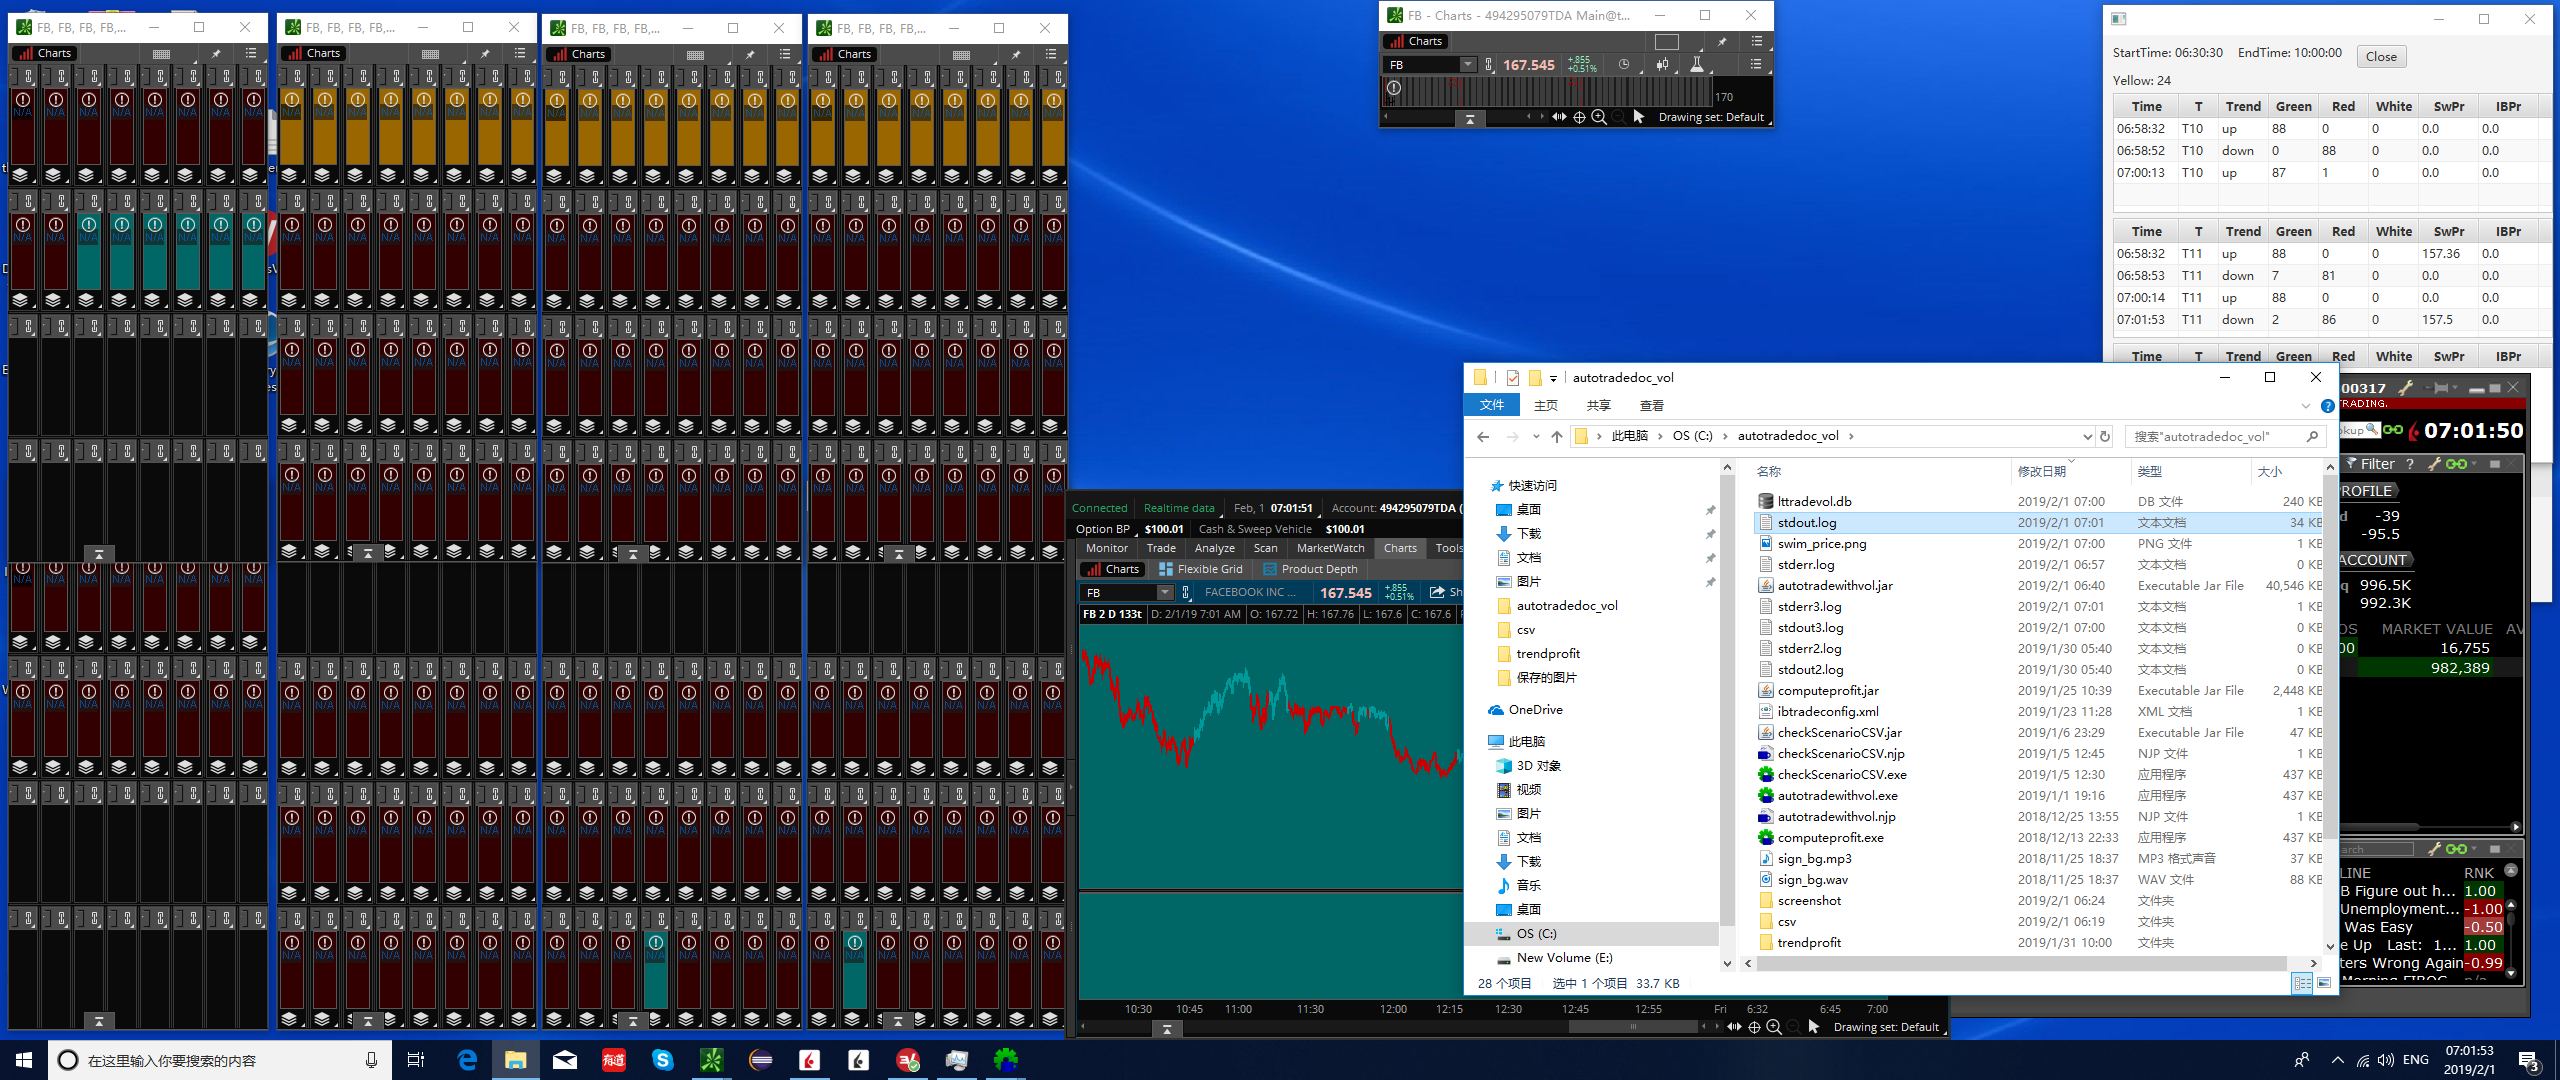 FB, FB, FB, FB,...
FB, FB, FB, FB,...
FB, FB, FB, FB,...
FB, FB, FB, FB,...
Charts
Charts
Charts
Charts
FB - Charts - 494295079TDA Main@t...
Charts
FB
167.545
+.855
+0.51%
170
Drawing set: Default
StartTime: 06:30:30 EndTime: 10:00:00 Close
Yellow: 24
Time T Trend Green Red White SwPr IBPr
06:58:32 T10 up 88 0 0 0.0 0.0
06:58:52 T10 down 0 88 0 0.0 0.0
07:00:13 T10 up 87 1 0 0.0 0.0
Time T Trend Green Red White SwPr IBPr
06:58:32 T11 up 88 0 0 157.36 0.0
06:58:53 T11 down 7 81 0 0.0 0.0
07:00:14 T11 up 88 0 0 0.0 0.0
07:01:53 T11 down 2 86 0 157.5 0.0
Time T Trend Green Red White SwPr IBPr
00317
TRADING.
07:01:50
Filter ?
-39
-95.5
ACCOUNT
996.5K
992.3K
MARKET VALUE
16,755
982,389
LINE RNK
B Figure out h... 1.00
Unemployment... -1.00
Was Easy -0.50
e Up Last: 1... 1.00
ters Wrong Again -0.99
Connected Realtime data Feb, 1 07:01:51 Account: 494295079TDA (
Option BP $100.01 Cash & Sweep Vehicle $100.01
Monitor Trade Analyze Scan MarketWatch Charts Tools
Charts Flexible Grid Product Depth
FB FACEBOOK INC ... 167.545 +.855 +0.51% Sh
FB 2 D 133t D: 2/1/19 7:01 AM O: 167.72 H: 167.76 L: 167.6 C: 167.6
10:30 10:45 11:00 11:30 12:00 12:15 12:30 12:45 12:55 Fri 6:32 6:45 7:00
Drawing set: Default
autotradedoc_vol
文件 主页 共享 查看
此电脑 OS (C:) autotradedoc_vol
搜索"autotradedoc_vol"
快速访问
桌面
下载
文档
图片
autotradedoc_vol
csv
trendprofit
保存的图片
OneDrive
此电脑
3D 对象
视频
图片
文档
下载
音乐
桌面
OS (C:)
New Volume (E:)
名称 修改日期 类型 大小
lttradevol.db 2019/2/1 07:00 DB 文件 240 KB
stdout.log 2019/2/1 07:01 文本文档 34 KB
swim_price.png 2019/2/1 07:00 PNG 文件 1 KB
stderr.log 2019/2/1 06:57 文本文档 0 KB
autotradewithvol.jar 2019/2/1 06:40 Executable Jar File 40,546 KB
stderr3.log 2019/2/1 07:01 文本文档 1 KB
stdout3.log 2019/2/1 07:00 文本文档 0 KB
stderr2.log 2019/1/30 05:40 文本文档 0 KB
stdout2.log 2019/1/30 05:40 文本文档 0 KB
computeprofit.jar 2019/1/25 10:39 Executable Jar File 2,448 KB
ibtradeconfig.xml 2019/1/23 11:28 XML 文档 1 KB
checkScenarioCSV.jar 2019/1/6 23:29 Executable Jar File 47 KB
checkScenarioCSV.njp 2019/1/5 12:45 NJP 文件 1 KB
checkScenarioCSV.exe 2019/1/5 12:30 应用程序 437 KB
autotradewithvol.exe 2019/1/1 19:16 应用程序 437 KB
autotradewithvol.njp 2018/12/25 13:55 NJP 文件 1 KB
computeprofit.exe 2018/12/13 22:33 应用程序 437 KB
sign_bg.mp3 2018/11/25 18:37 MP3 格式声音 37 KB
sign_bg.wav 2018/11/25 18:37 WAV 文件 88 KB
screenshot 2019/2/1 06:24 文件夹
csv 2019/2/1 06:19 文件夹
trendprofit 2019/1/31 10:00 文件夹
28 个项目 选中 1 个项目 33.7 KB
在这里输入你要搜索的内容
有道
ENG
07:01:53
2019/2/1
3